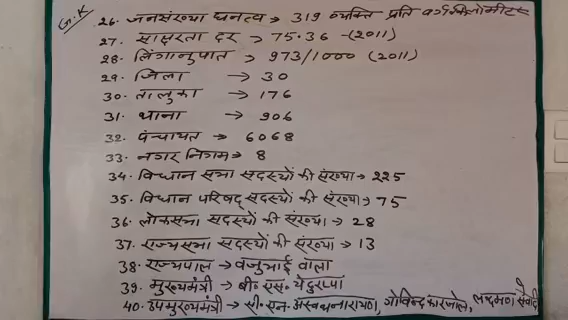 G.K
26. जनसंख्या घनत्व → 319 व्यक्ति प्रति वर्ग किलोमीटर
27. साक्षरता दर → 75.36 -(2011)
28. लिंगानुपात → 973/1000 (2011)
29. जिला → 30
30. तालुका → 176
31. थाना → 906
32. पंचायत → 6068
33. नगर निगम → 8
34. विधान सभा सदस्यों की संख्या → 225
35. विधान परिषद् सदस्यों की संख्या → 75
36. लोकसभा सदस्यों की संख्या → 28
37. राज्यसभा सदस्यों की संख्या → 13
38. राज्यपाल → वजुभाई वाला
39. मुख्यमंत्री → बी॰ एस॰ येदुरप्पा
40. उपमुख्यमंत्री → सी॰ एन॰ अस्वथनारायण, गोविन्द कारजोल, लक्ष्मण सवदि